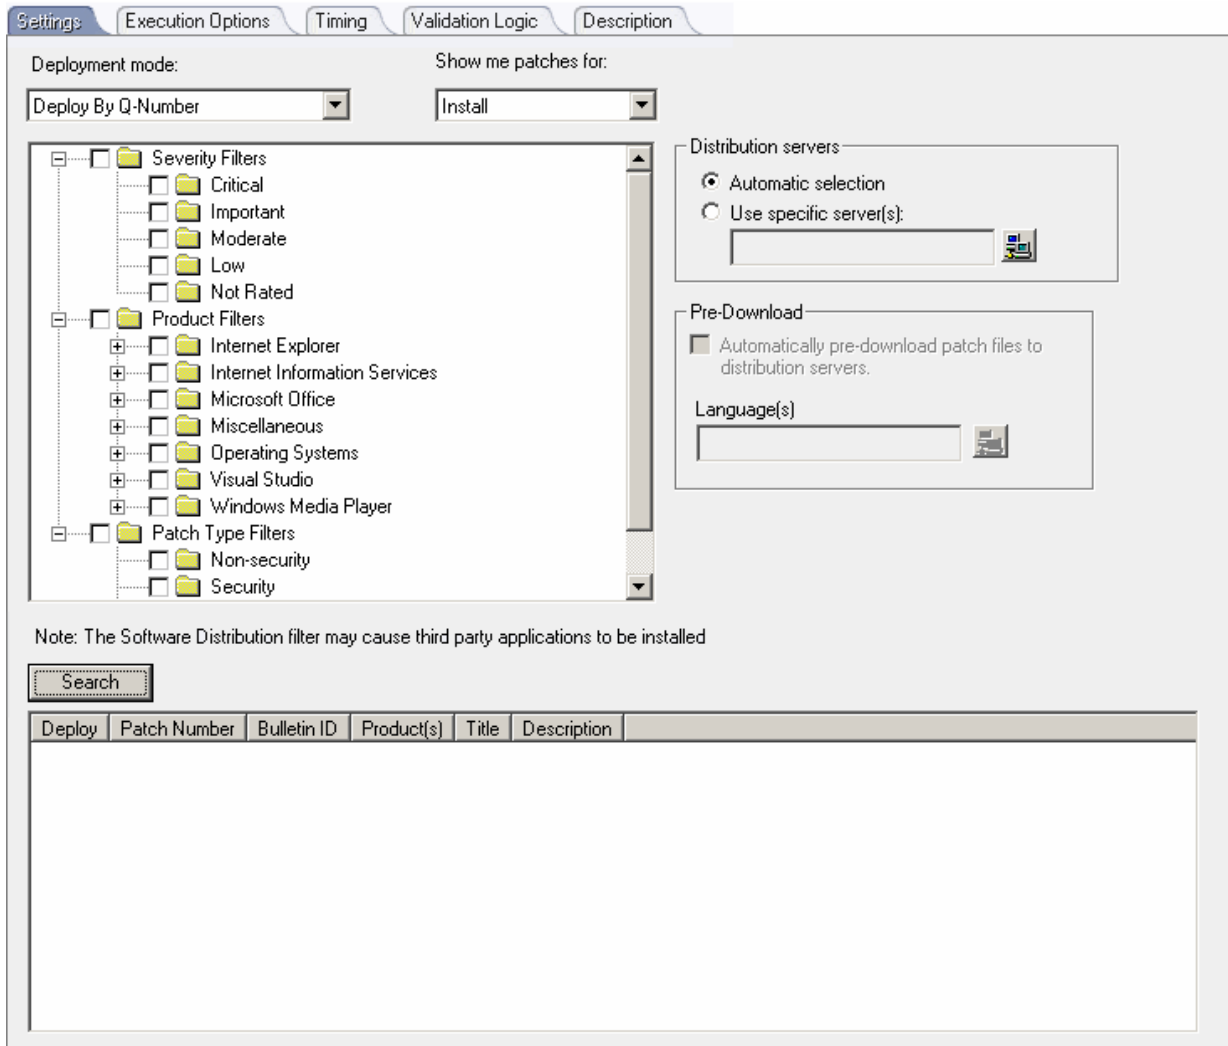 Settings Execution Options Timing Validation Logic Description
Deployment mode:
Show me patches for:
Deploy By Q-Number
Install
Severity Filters
Critical
Important
Moderate
Low
Not Rated
Product Filters
Internet Explorer
Internet Information Services
Microsoft Office
Miscellaneous
Operating Systems
Visual Studio
Windows Media Player
Patch Type Filters
Non-security
Security
Distribution servers
Automatic selection
Use specific server(s):
Pre-Download
Automatically pre-download patch files to
distribution servers.
Language(s)
Note: The Software Distribution filter may cause third party applications to be installed
Search
Deploy Patch Number Bulletin ID Product(s) Title Description